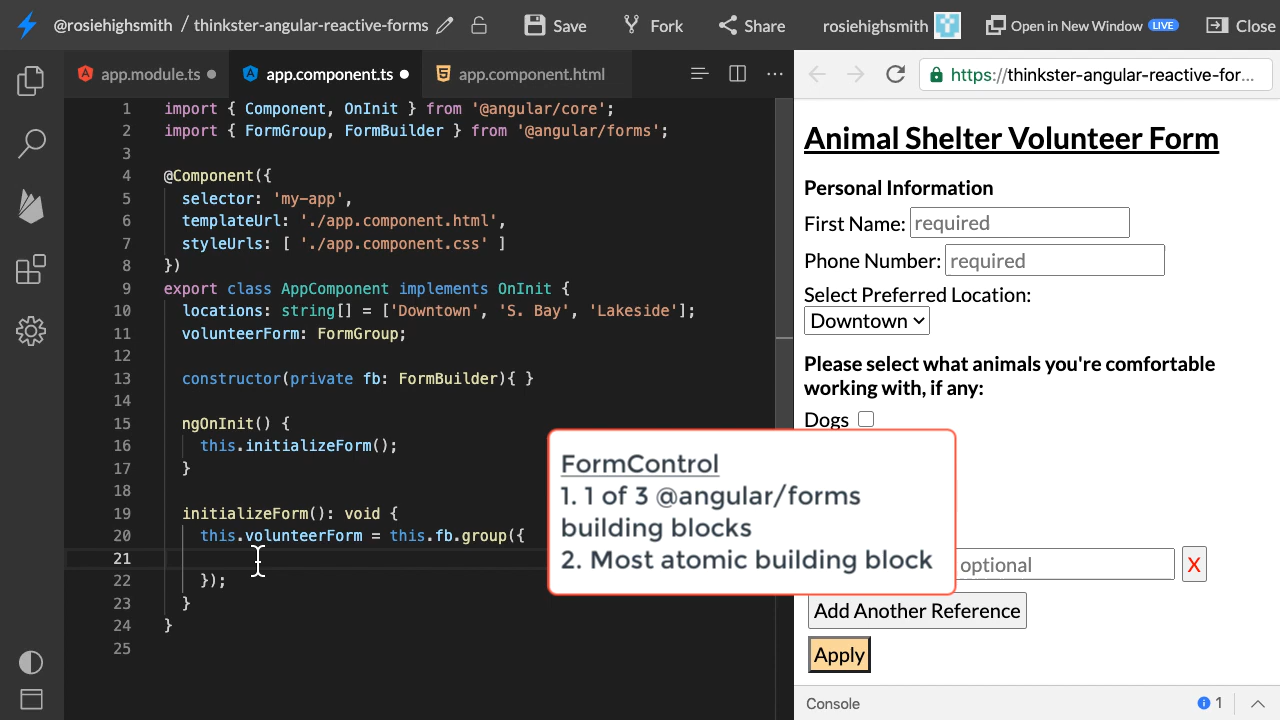 @rosiehighsmith / thinkster-angular-reactive-forms
Save
Fork
Share
rosiehighsmith
Open in New Window LIVE
Close
app.module.ts
app.component.ts
app.component.html
1 import { Component, OnInit } from '@angular/core';
2 import { FormGroup, FormBuilder } from '@angular/forms';
3
4 @Component({
5 selector: 'my-app',
6 templateUrl: './app.component.html',
7 styleUrls: [ './app.component.css' ]
8 })
9 export class AppComponent implements OnInit {
10 locations: string[] = ['Downtown', 'S. Bay', 'Lakeside'];
11 volunteerForm: FormGroup;
12
13 constructor(private fb: FormBuilder){ }
14
15 ngOnInit() {
16 this.initializeForm();
17 }
18
19 initializeForm(): void {
20 this.volunteerForm = this.fb.group({
21
22 });
23 }
24 }
25
FormControl
1. 1 of 3 @angular/forms
building blocks
2. Most atomic building block
https://thinkster-angular-reactive-for...
Animal Shelter Volunteer Form
Personal Information
First Name: required
Phone Number: required
Select Preferred Location:
Downtown
Please select what animals you're comfortable
working with, if any:
Dogs
optional X
Add Another Reference
Apply
Console
1